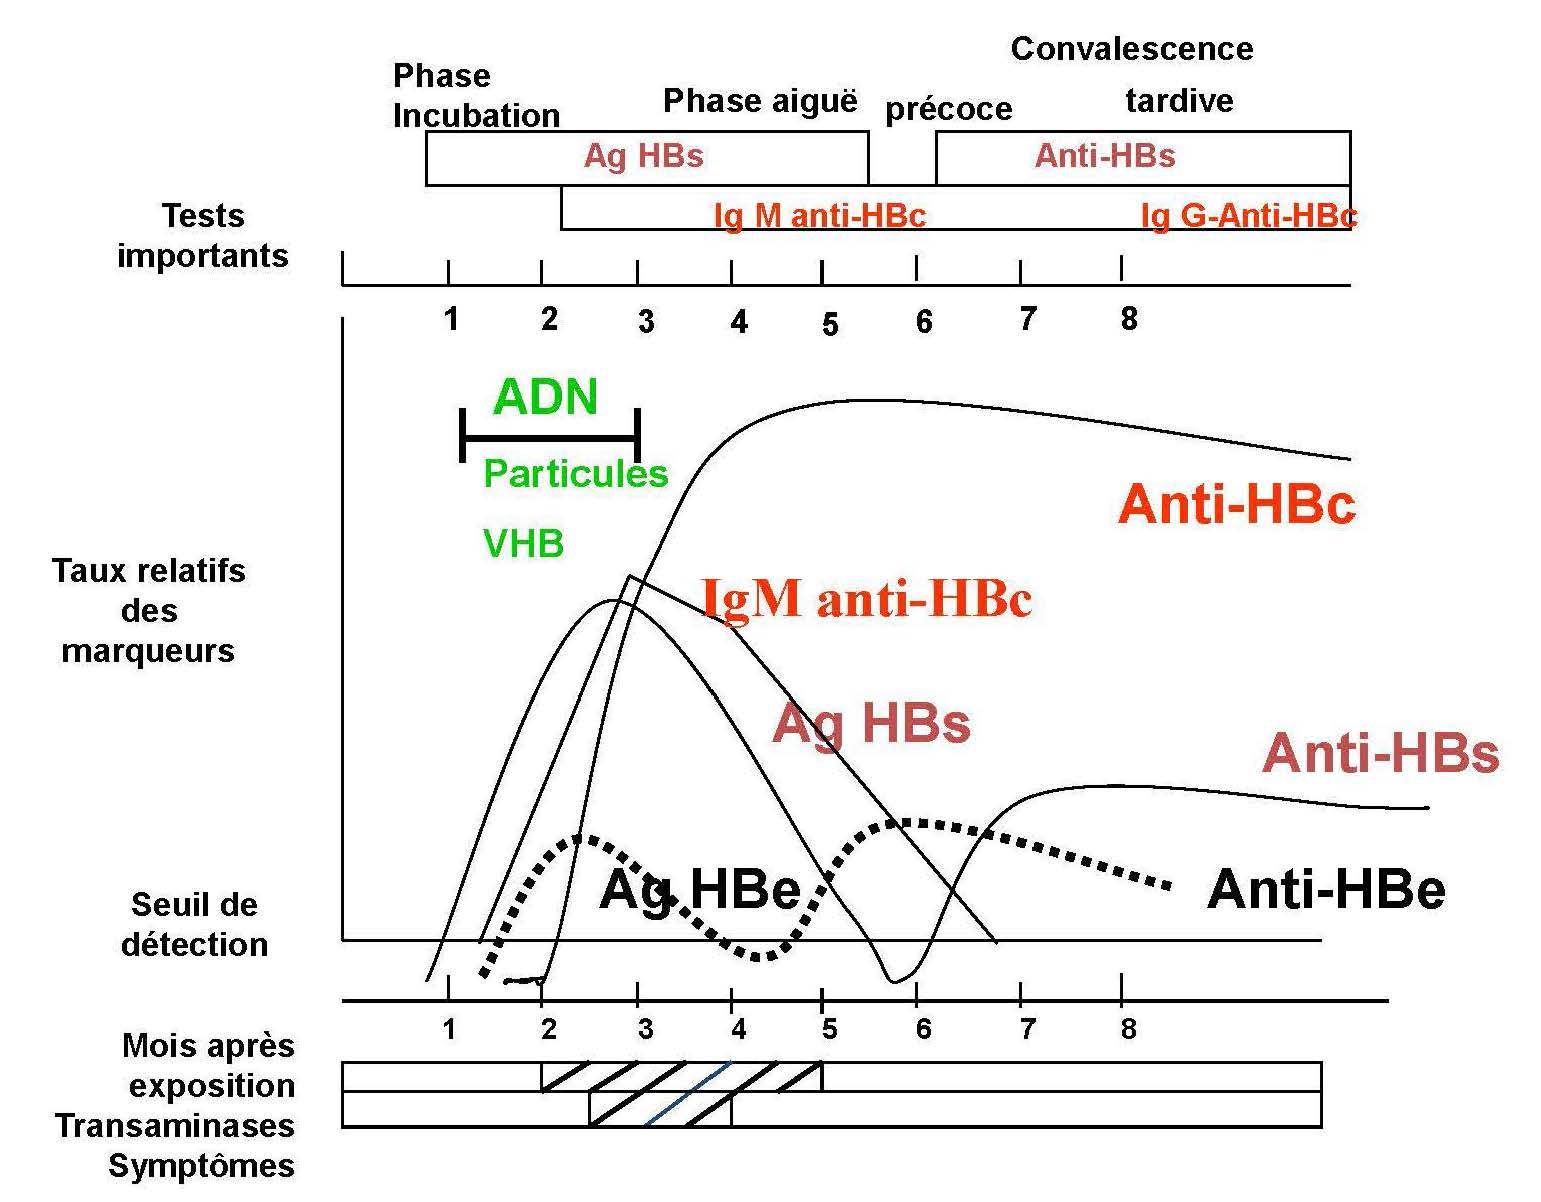 Convalescence
Phase
Incubation
Phase aiguë
précoce
tardive
Ag HBs
Anti-HBs
Ig M anti-HBc
Ig G-Anti-HBc
Tests
importants
1 2 3 4 5 6 7 8
ADN
Particules
VHB
Anti-HBc
Taux relatifs
des
marqueurs
IgM anti-HBc
Ag HBs
Anti-HBs
Ag HBe
Anti-HBe
Seuil de
détection
1 2 3 4 5 6 7 8
Mois après
exposition
Transaminases
Symptômes